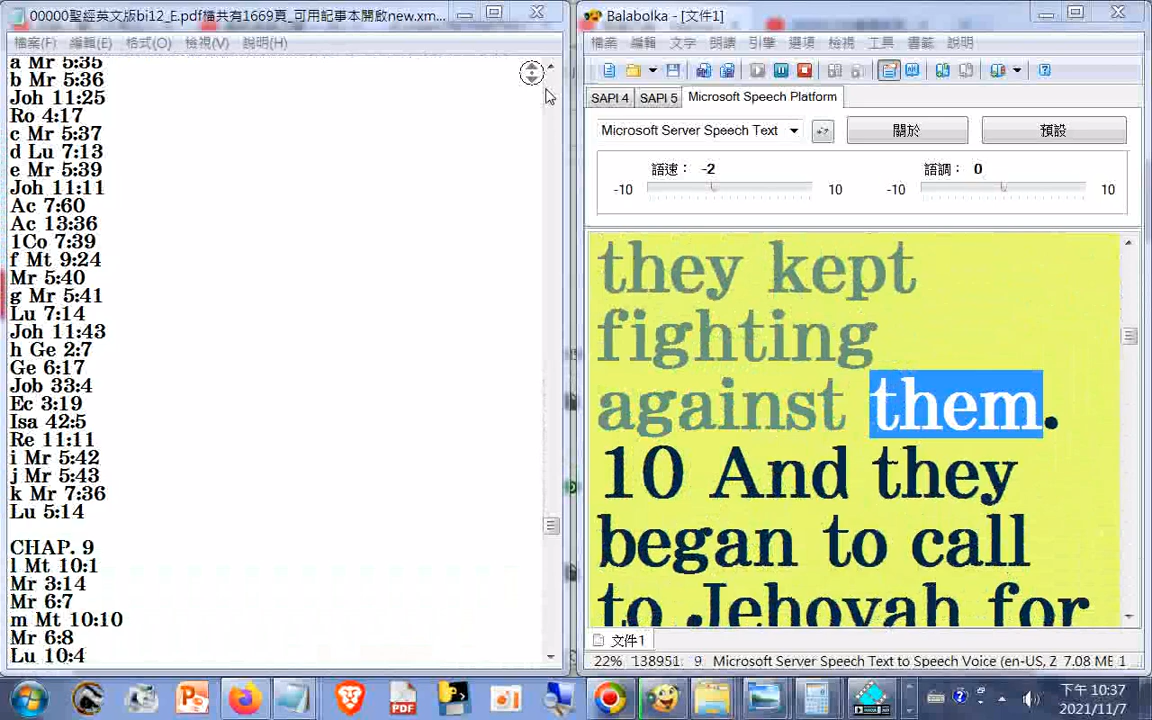 00000聖經英文版bi12_E.pdf檔共有1669頁_可用記事本開啟new.xm...
檔案(F) 編輯(E) 格式(O) 檢視(V) 說明(H)
a Mr 5:35
b Mr 5:36
Joh 11:25
Ro 4:17
c Mr 5:37
d Lu 7:13
e Mr 5:39
Joh 11:11
Ac 7:60
Ac 13:36
1Co 7:39
f Mt 9:24
Mr 5:40
g Mr 5:41
Lu 7:14
Joh 11:43
h Ge 2:7
Ge 6:17
Job 33:4
Ec 3:19
Isa 42:5
Re 11:11
i Mr 5:42
j Mr 5:43
k Mr 7:36
Lu 5:14
CHAP. 9
l Mt 10:1
Mr 3:14
Mr 6:7
m Mt 10:10
Mr 6:8
Lu 10:4
Balabolka - [文件1]
檔案 編輯 文字 朗讀 引擎 選項 檢視 工具 書籤 說明
SAPI 4 SAPI 5 Microsoft Speech Platform
Microsoft Server Speech Text 關於 預設
語速： -2 語調： 0
-10 10 -10 10
they kept
fighting
against them.
10 And they
began to call
to Jehovah for
文件1
22% 138951: 9 Microsoft Server Speech Text to Speech Voice (en-US, Z 7.08 ME 1
PDF
下午 10:37
2021/11/7